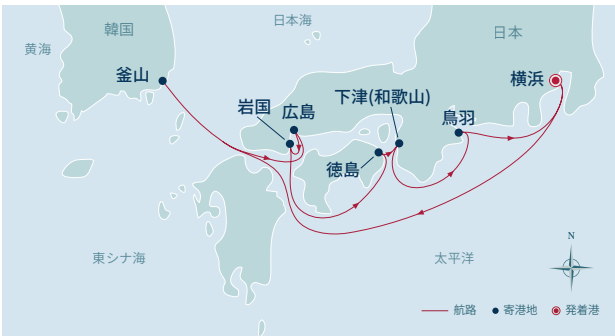 日本海
韓国
日本
黄海
釜山
横浜
下津(和歌山)
岩国
広島
鳥羽
徳島
東シナ海
太平洋
N
航路
寄港地
発着港